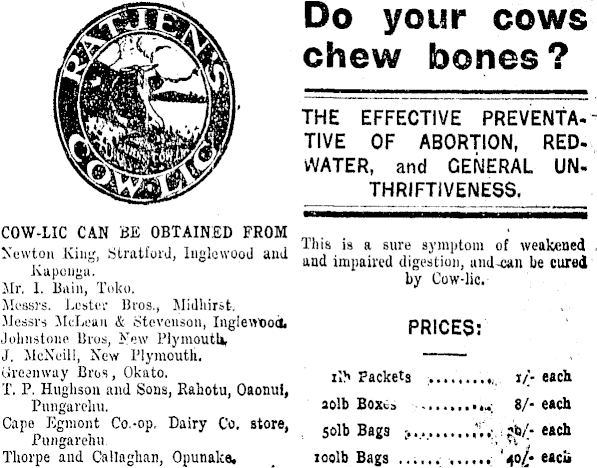 RATJEN'S
COW-LIC
COW-LIC CAN BE OBTAINED FROM
Newton King, Stratford, Inglewood and
Kaponga.
Mr. I. Bain, Toko.
Messrs. Lester Bros., Midhirst.
Messrs McLean & Stevenson, Inglewood.
Johnstone Bros, New Plymouth.
J. McNeill, New Plymouth.
Greenway Bros, Okato.
T. P. Hughson and Sons, Rahotu, Oaonui,
Pungarehu.
Cape Egmont Co.-op. Dairy Co. store,
Pungarehu
Thorpe and Callaghan, Opunake.
Do your cows
chew bones?
THE EFFECTIVE PREVENTA-
TIVE OF ABORTION, RED-
WATER, and GENERAL UN-
THRIFTIVENESS.
This is a sure symptom of weakened
and impaired digestion, and can be cured
by Cow-lic.
PRICES:
1lb Packets ......... 1/- each
20lb Boxes ......... 8/- each
50lb Bags ......... each
100lb Bags ......... 40/- each